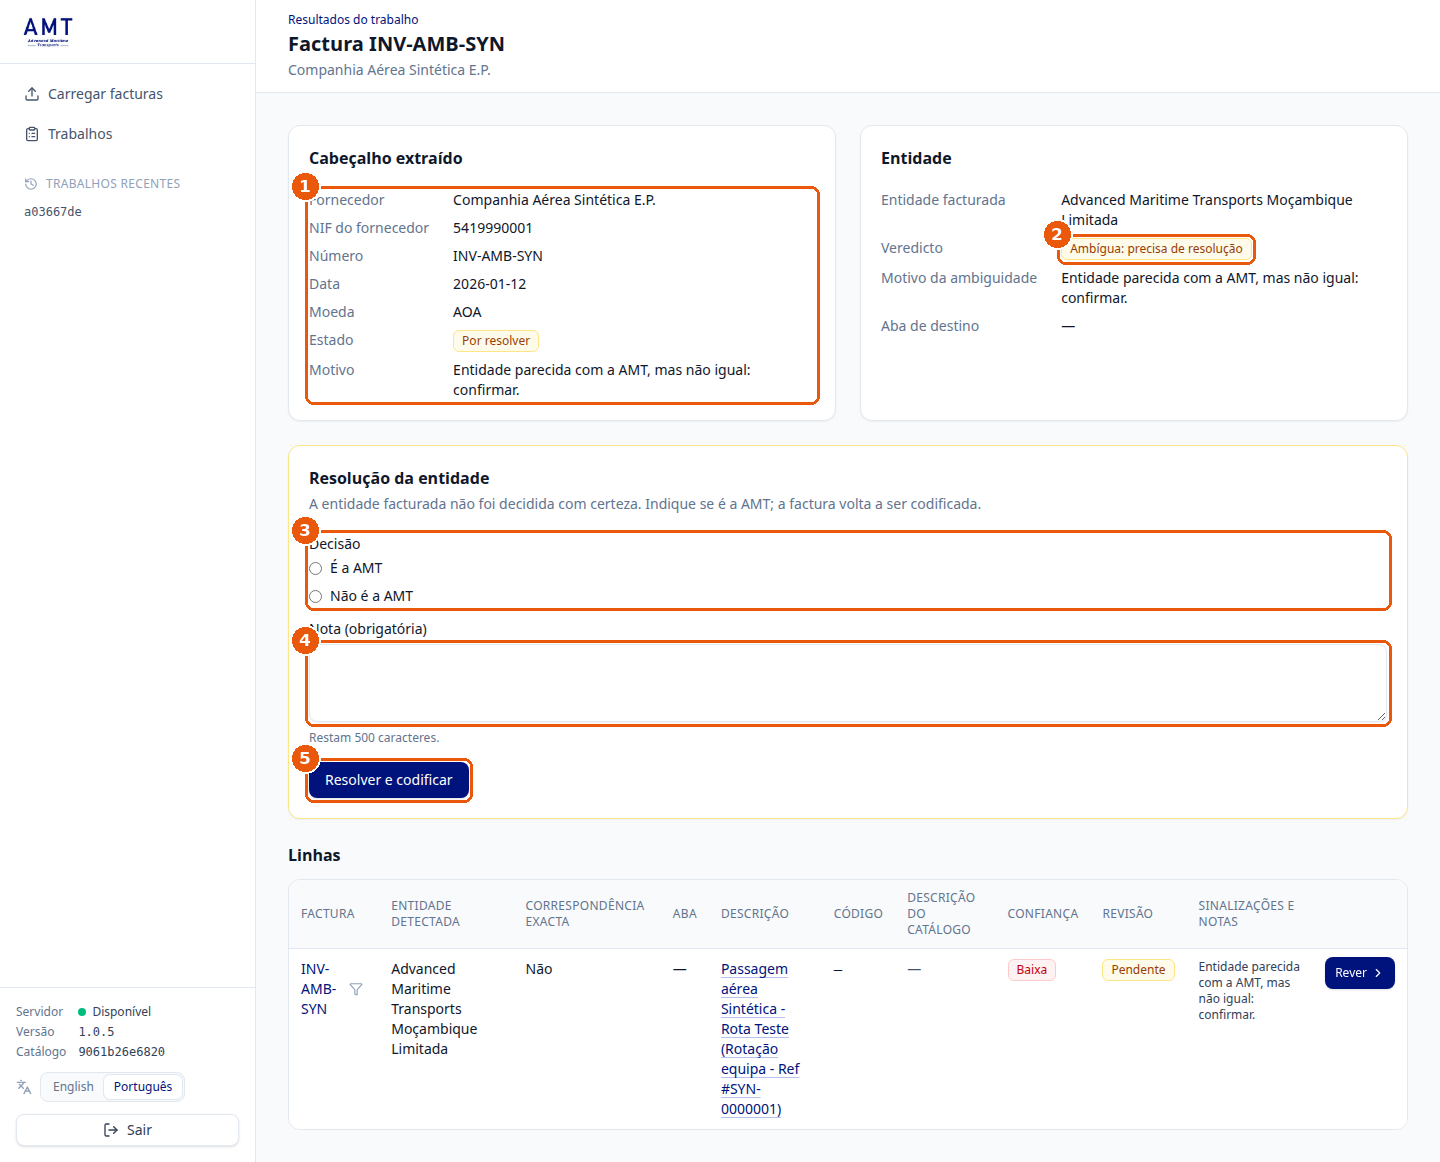 AMT
Advanced Maritime
Transports
Carregar facturas
Trabalhos
TRABALHOS RECENTES
a03667de
Servidor Disponível
Versão 1.0.5
Catálogo 9061b26e6820
English Português
Sair
Resultados do trabalho
Factura INV-AMB-SYN
Companhia Aérea Sintética E.P.
Cabeçalho extraído
1
Fornecedor Companhia Aérea Sintética E.P.
NIF do fornecedor 5419990001
Número INV-AMB-SYN
Data 2026-01-12
Moeda AOA
Estado Por resolver
Motivo Entidade parecida com a AMT, mas não igual:
confirmar.
Entidade
Entidade facturada Advanced Maritime Transports Moçambique
Limitada
2
Veredicto Ambígua: precisa de resolução
Motivo da ambiguidade Entidade parecida com a AMT, mas não igual:
confirmar.
Aba de destino —
Resolução da entidade
A entidade facturada não foi decidida com certeza. Indique se é a AMT; a factura volta a ser codificada.
3
Decisão
É a AMT
Não é a AMT
Nota (obrigatória)
4
Restam 500 caracteres.
5
Resolver e codificar
Linhas
FACTURA
ENTIDADE
DETECTADA
CORRESPONDÊNCIA
EXACTA
ABA
DESCRIÇÃO
CÓDIGO
DESCRIÇÃO
DO
CATÁLOGO
CONFIANÇA
REVISÃO
SINALIZAÇÕES E
NOTAS
INV-
AMB-
SYN
Advanced
Maritime
Transports
Moçambique
Limitada
Não
—
Passagem
aérea
Sintética -
Rota Teste
(Rotação
equipa - Ref
#SYN-
0000001)
—
—
Baixa
Pendente
Entidade parecida
com a AMT, mas
não igual:
confirmar.
Rever